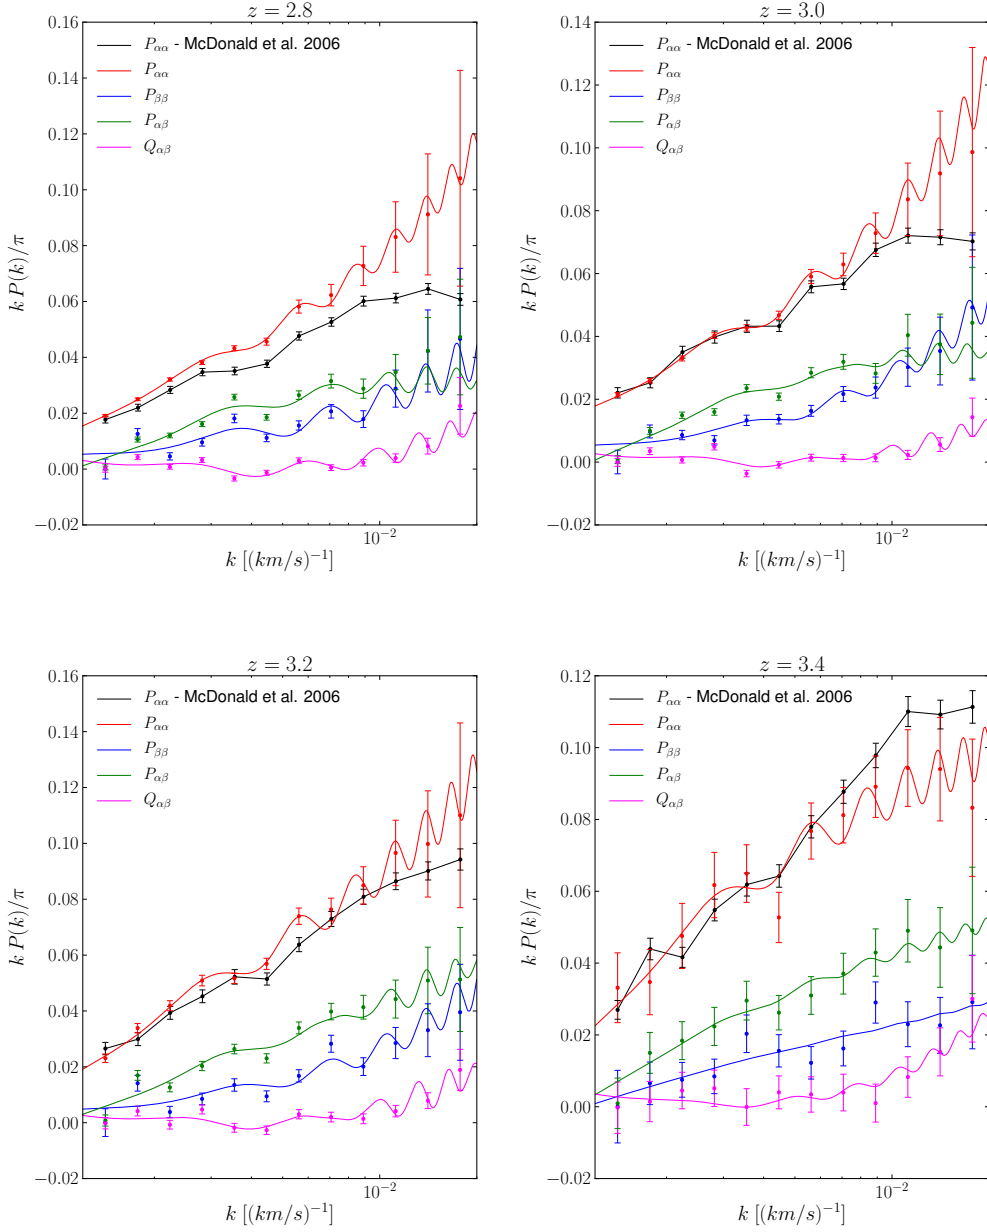 z = 2.8
0.16
0.14
0.12
0.10
0.08
0.06
0.04
0.02
0.00
−0.02
k P(k)/π
P_αα - McDonald et al. 2006
P_αα
P_ββ
P_αβ
Q_αβ
10⁻²
k [(km/s)⁻¹]
z = 3.0
0.14
0.12
0.10
0.08
0.06
0.04
0.02
0.00
−0.02
k P(k)/π
P_αα - McDonald et al. 2006
P_αα
P_ββ
P_αβ
Q_αβ
10⁻²
k [(km/s)⁻¹]
z = 3.2
0.16
0.14
0.12
0.10
0.08
0.06
0.04
0.02
0.00
−0.02
k P(k)/π
P_αα - McDonald et al. 2006
P_αα
P_ββ
P_αβ
Q_αβ
10⁻²
k [(km/s)⁻¹]
z = 3.4
0.12
0.10
0.08
0.06
0.04
0.02
0.00
−0.02
k P(k)/π
P_αα - McDonald et al. 2006
P_αα
P_ββ
P_αβ
Q_αβ
10⁻²
k [(km/s)⁻¹]